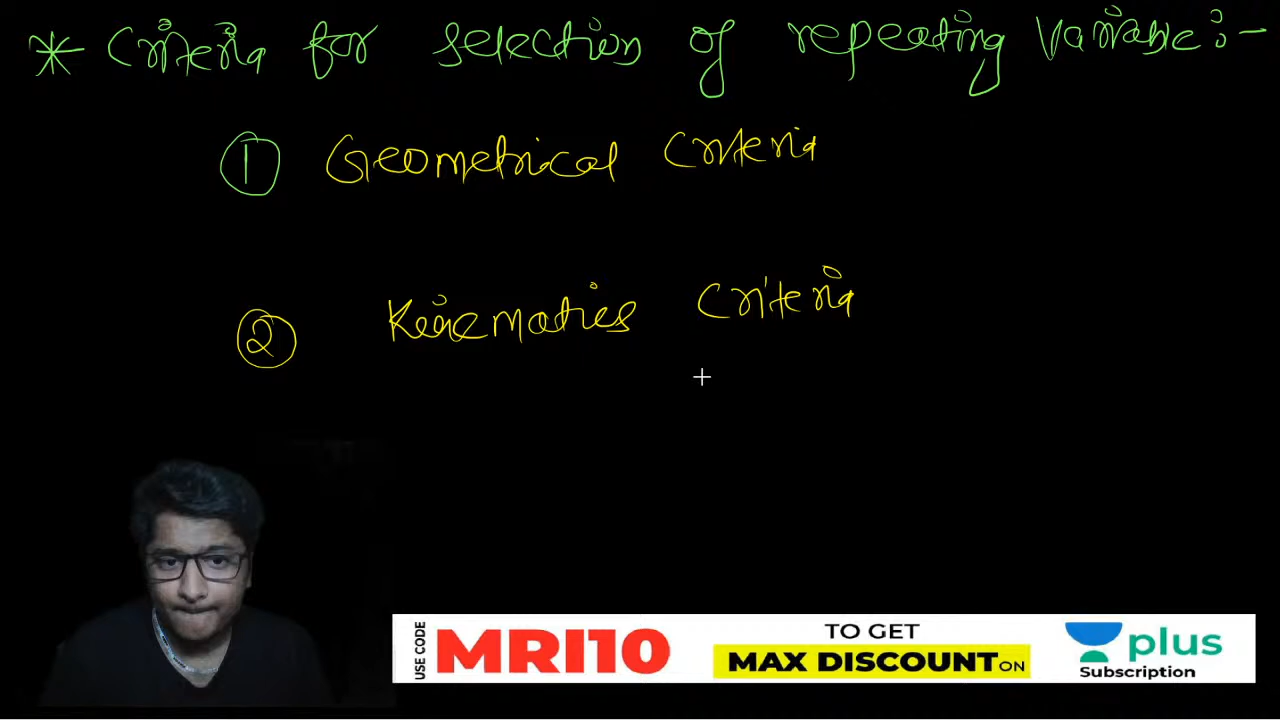 * Criteria for selection of repeating Variable :-
① Geometrical Criteria
② Kinematics Criteria
USE CODE
MRI10
TO GET
MAX DISCOUNT ON
plus
Subscription